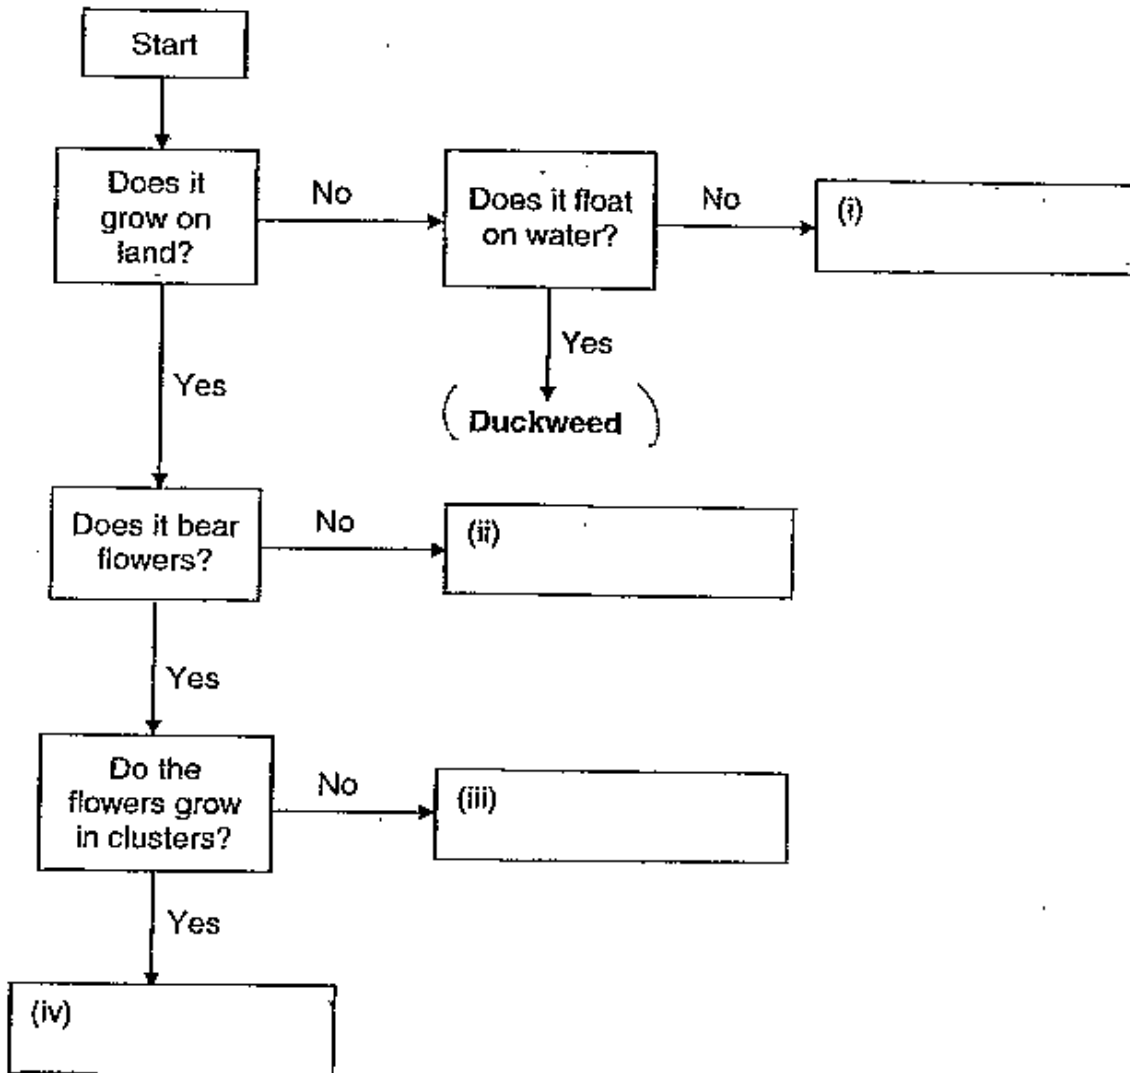 Start
Does it
grow on
land?
No
Does it float
on water?
No
(i)
Yes
(Duckweed)
Yes
Does it bear
flowers?
No
(ii)
Yes
Do the
flowers grow
in clusters?
No
(iii)
Yes
(iv)